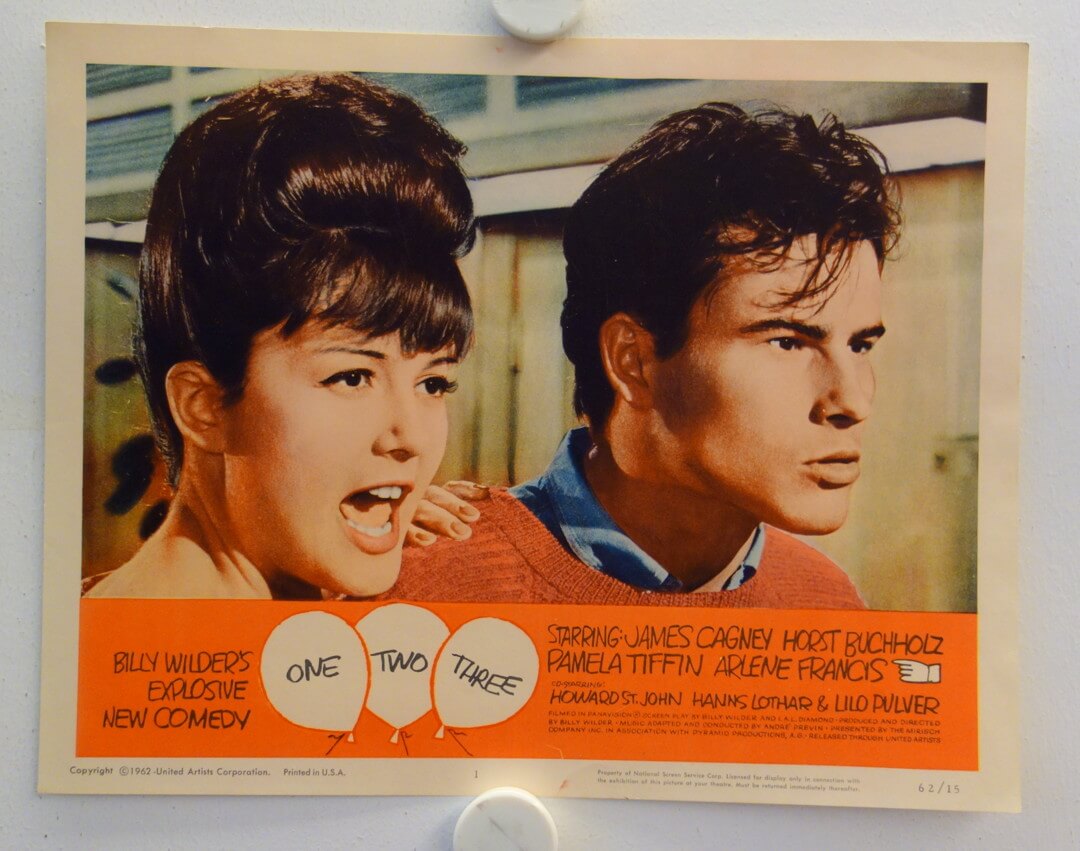 BILLY WILDER'S
EXPLOSIVE
NEW COMEDY
ONE
TWO
THREE
STARRING: JAMES CAGNEY HORST BUCHHOLZ
PAMELA TIFFIN ARLENE FRANCIS
CO-STARRING:
HOWARD ST. JOHN HANNS LOTHAR & LILO PULVER
FILMED IN PANAVISION® SCREEN PLAY BY BILLY WILDER AND I.A.L. DIAMOND · PRODUCED AND DIRECTED
BY BILLY WILDER · MUSIC ADAPTED AND CONDUCTED BY ANDRÉ PREVIN · PRESENTED BY THE MIRISCH
COMPANY INC. IN ASSOCIATION WITH PYRAMID PRODUCTIONS, A.G. · RELEASED THROUGH UNITED ARTISTS
Copyright ©1962 - United Artists Corporation. Printed in U.S.A.
1
Property of National Screen Service Corp. Licensed for display only in connection with
the exhibition of this picture at your theatre. Must be returned immediately thereafter.
62/15